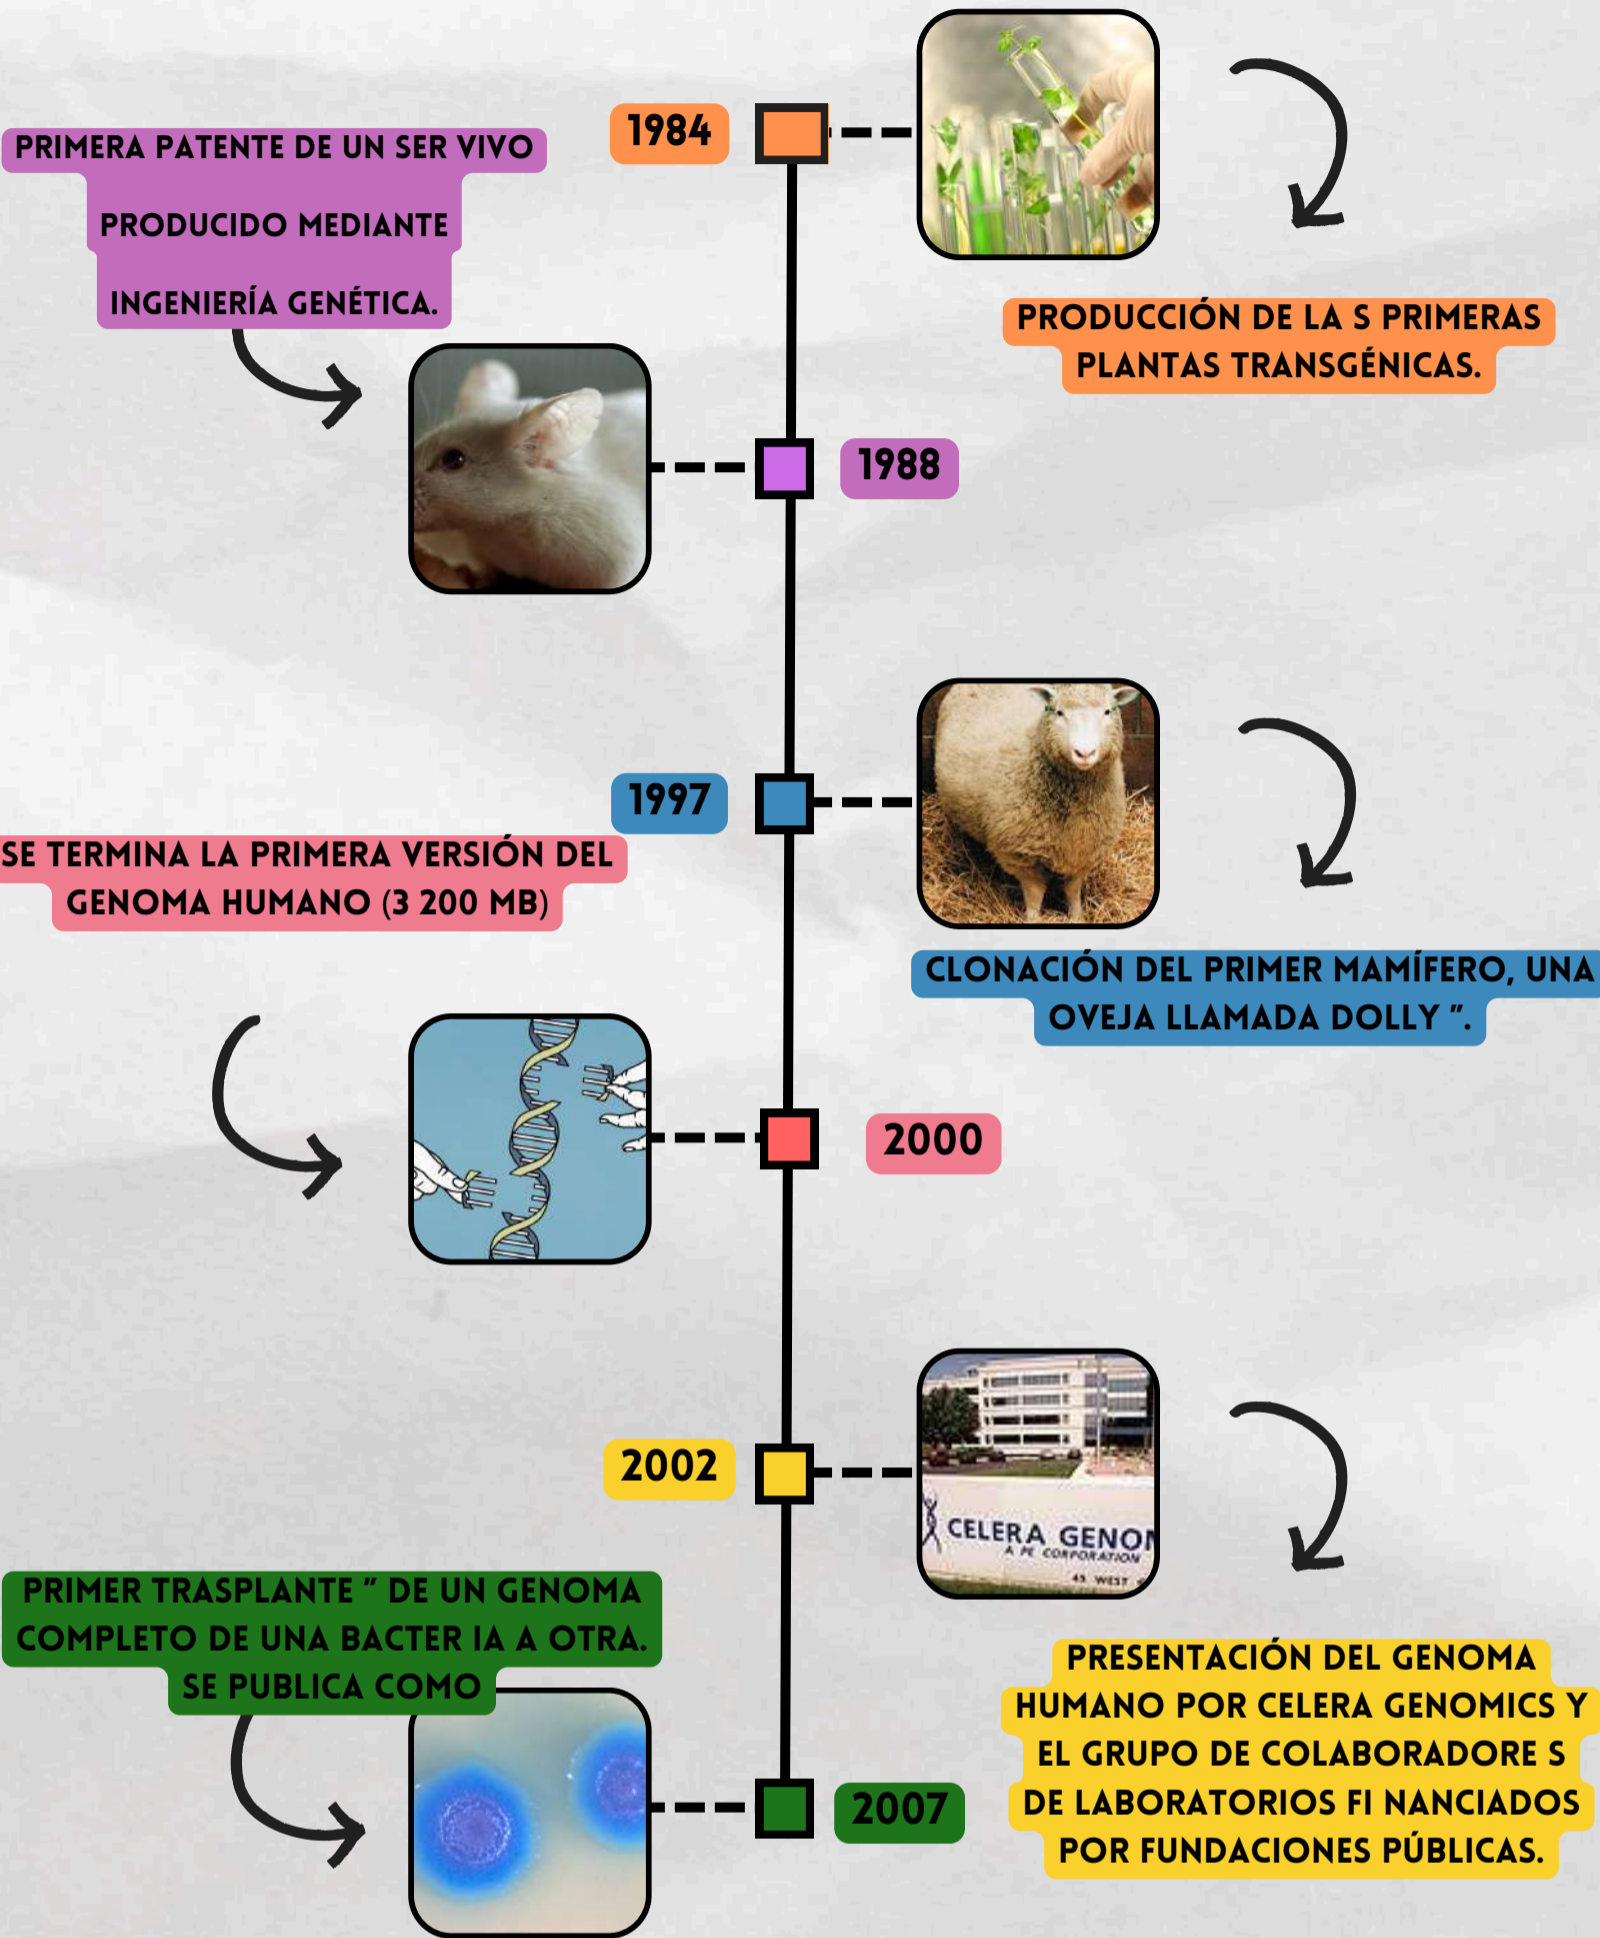 1984
PRODUCCIÓN DE LA S PRIMERAS
PLANTAS TRANSGÉNICAS.
PRIMERA PATENTE DE UN SER VIVO
PRODUCIDO MEDIANTE
INGENIERÍA GENÉTICA.
1988
1997
CLONACIÓN DEL PRIMER MAMÍFERO, UNA
OVEJA LLAMADA DOLLY ”.
SE TERMINA LA PRIMERA VERSIÓN DEL
GENOMA HUMANO (3 200 MB)
2000
2002
CELERA GENOM
A PE CORPORATION
45 WEST
PRESENTACIÓN DEL GENOMA
HUMANO POR CELERA GENOMICS Y
EL GRUPO DE COLABORADORE S
DE LABORATORIOS FI NANCIADOS
POR FUNDACIONES PÚBLICAS.
PRIMER TRASPLANTE ” DE UN GENOMA
COMPLETO DE UNA BACTER IA A OTRA.
SE PUBLICA COMO
2007